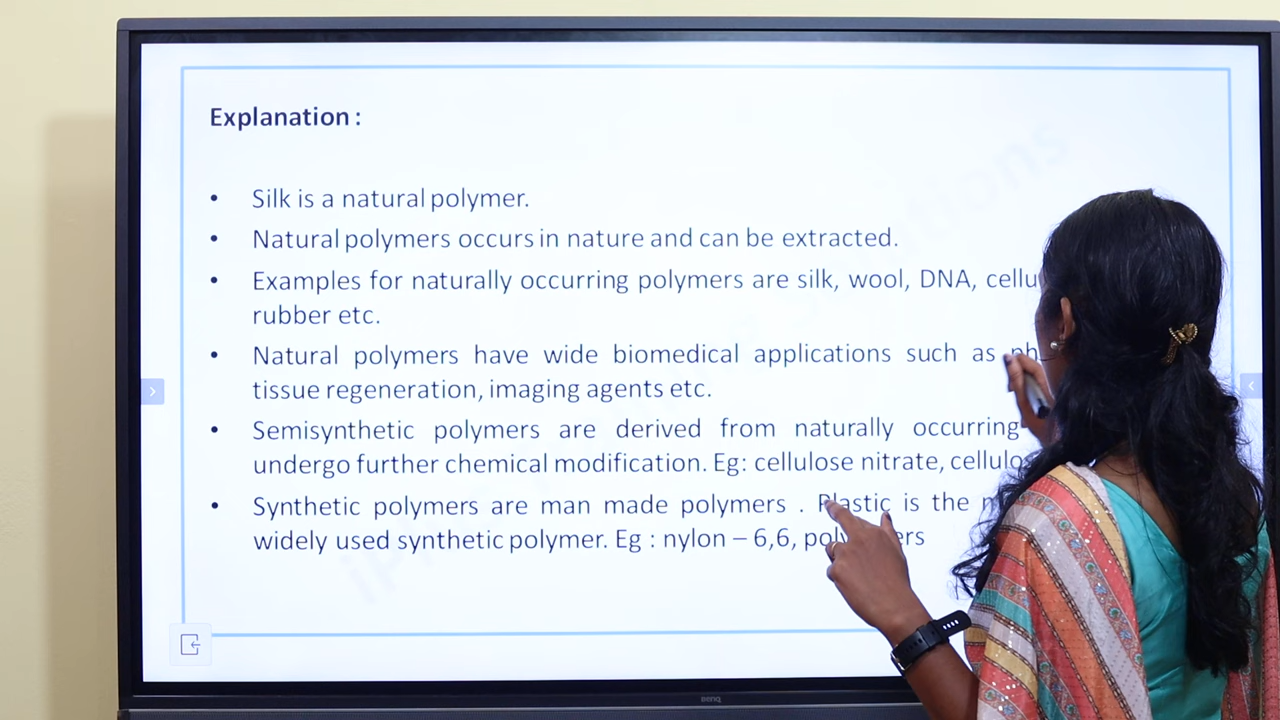 Explanation :
• Silk is a natural polymer.
• Natural polymers occurs in nature and can be extracted.
• Examples for naturally occurring polymers are silk, wool, DNA,
rubber etc.
• Natural polymers have wide biomedical applications such as
tissue regeneration, imaging agents etc.
• Semisynthetic polymers are derived from naturally occurring
undergo further chemical modification. Eg: cellulose nitrate,
• Synthetic polymers are man made polymers . Plastic is the
widely used synthetic polymer. Eg : nylon – 6,6,
BenQ